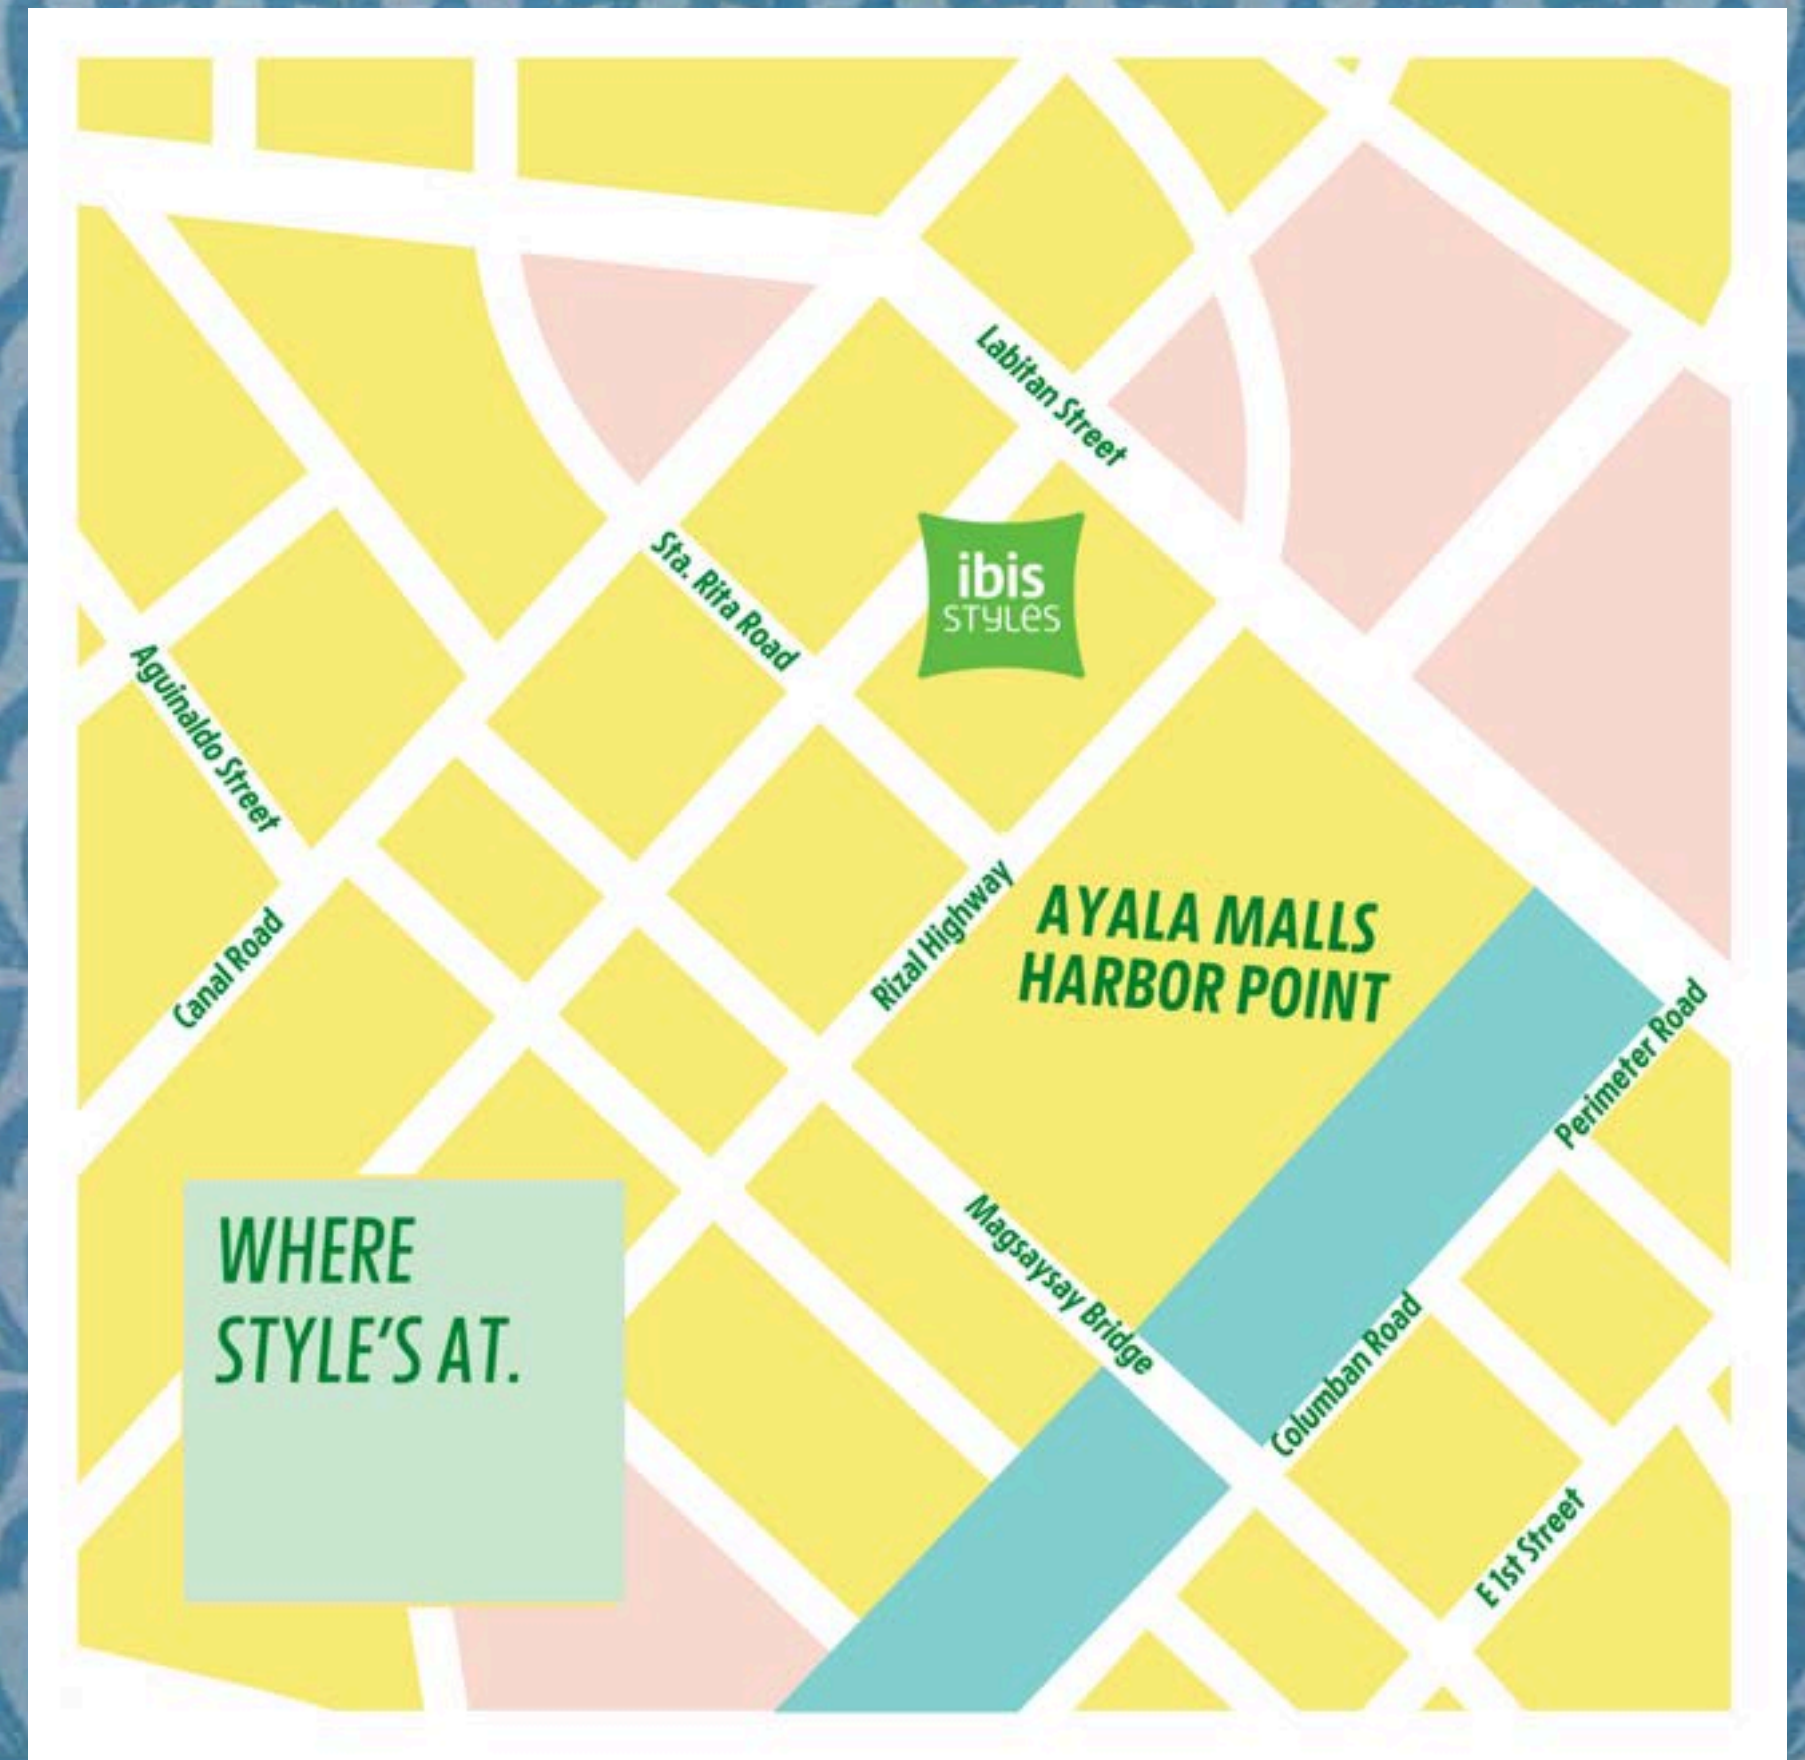 Labitan Street
ibis
STYLES
Sta. Rita Road
Aguinaldo Street
Canal Road
Rizal Highway
AYALA MALLS
HARBOR POINT
Perimeter Road
Magsaysay Bridge
Columban Road
E 1st Street
WHERE
STYLE'S AT.